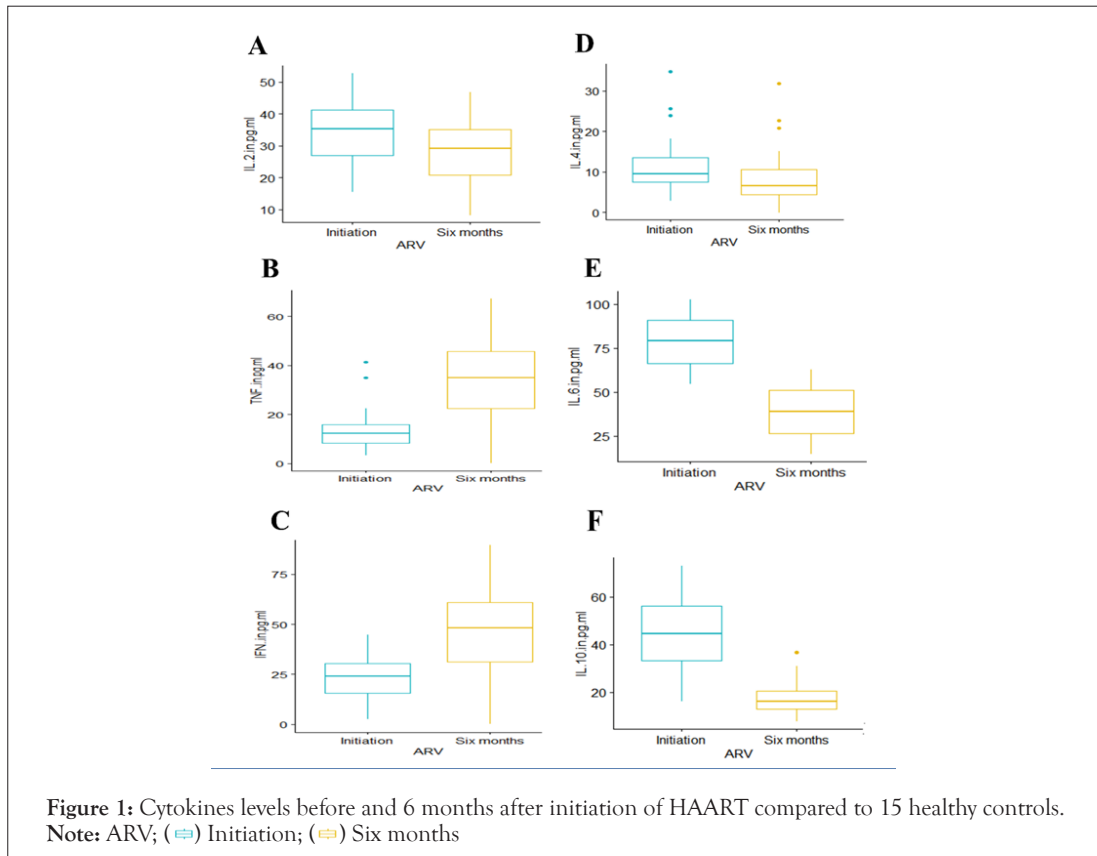 A
IL.2.in.pg.ml
50
40
30
20
10
Initiation
Six months
ARV
D
IL.4.in.pg.ml
30
20
10
0
Initiation
Six months
ARV
B
TNF.in.pg.ml
60
40
20
0
Initiation
Six months
ARV
E
IL.6.in.pg.ml
100
75
50
25
Initiation
Six months
ARV
C
IFN.in.pg.ml
75
50
25
0
Initiation
Six months
ARV
F
IL.10.in.pg.ml
60
40
20
Initiation
Six months
ARV
Figure 1: Cytokines levels before and 6 months after initiation of HAART compared to 15 healthy controls.
Note: ARV; ( ) Initiation; ( ) Six months